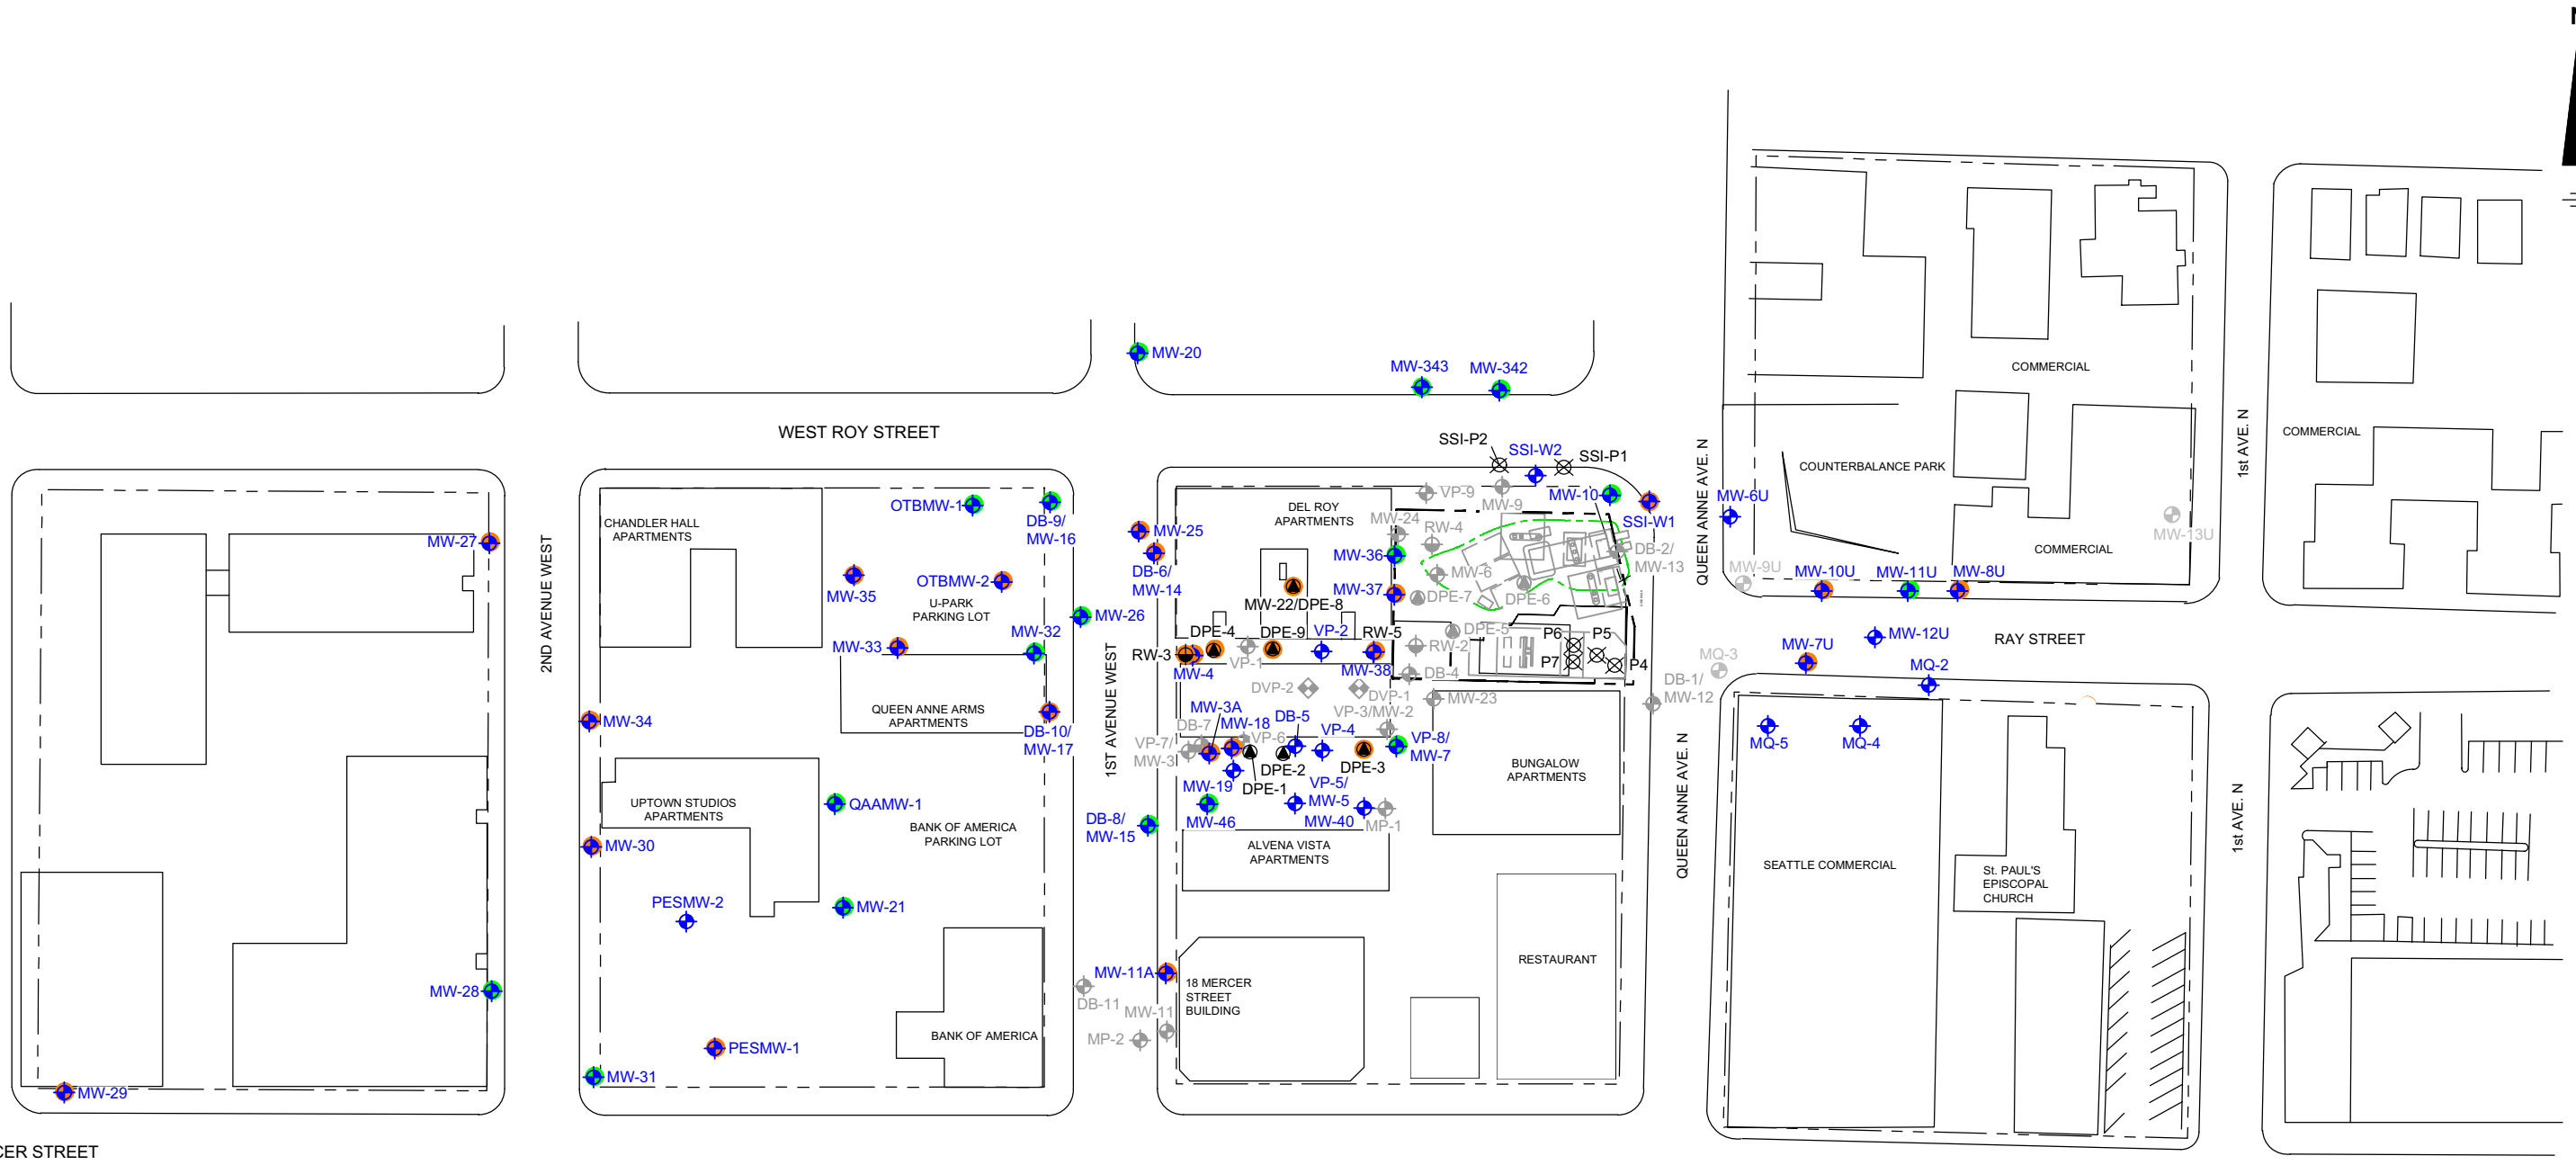 MW-20
MW-343
MW-342
COMMERCIAL
COMMERCIAL
WEST ROY STREET
SSI-P2
SSI-W2
SSI-P1
QUEEN ANNE AVE. N
1st AVE. N
COUNTERBALANCE PARK
CHANDLER HALL
APARTMENTS
OTBMW-1
DB-9/
MW-16
DEL ROY
APARTMENTS
VP-9
MW-9
MW-10
SSI-W1
MW-6U
MW-13U
MW-27
2ND AVENUE WEST
MW-25
MW-24
RW-4
COMMERCIAL
MW-36
DB-2/
MW-13
DB-6/
MW-14
MW-35
OTBMW-2
U-PARK
PARKING LOT
MW-6
MW-37
DPE-7
DPE-6
MW-9U
MW-10U
MW-11U
MW-8U
MW-22/DPE-8
MW-26
MW-32
MW-33
DPE-4
DPE-9
VP-2
RW-5
DPE-5
P6
P5
RW-3
VP-1
RW-2
P7
P4
MW-12U
RAY STREET
MW-4
MW-38
DB-4
MQ-3
MW-7U
MQ-2
1ST AVENUE WEST
DVP-2
DVP-1
MW-23
DB-1/
MW-12
MW-34
QUEEN ANNE ARMS
APARTMENTS
DB-10/
MW-17
MW-3A
MW-18
DB-5
VP-3/MW-2
DB-7
VP-4
VP-6
VP-7/
MW-3
VP-8/
MW-7
MQ-5
MQ-4
DPE-2
DPE-3
DPE-1
BUNGALOW
APARTMENTS
MW-19
VP-5/
MW-5
MW-46
MW-40
MP-1
UPTOWN STUDIOS
APARTMENTS
QAAMW-1
DB-8/
MW-15
BANK OF AMERICA
PARKING LOT
MW-30
ALVENA VISTA
APARTMENTS
QUEEN ANNE AVE. N
SEATTLE COMMERCIAL
St. PAUL'S
EPISCOPAL
CHURCH
1st AVE. N
PESMW-2
MW-21
MW-28
MW-11A
DB-11
MW-11
MP-2
18 MERCER
STREET
BUILDING
RESTAURANT
BANK OF AMERICA
PESMW-1
MW-31
MW-29
CER STREET